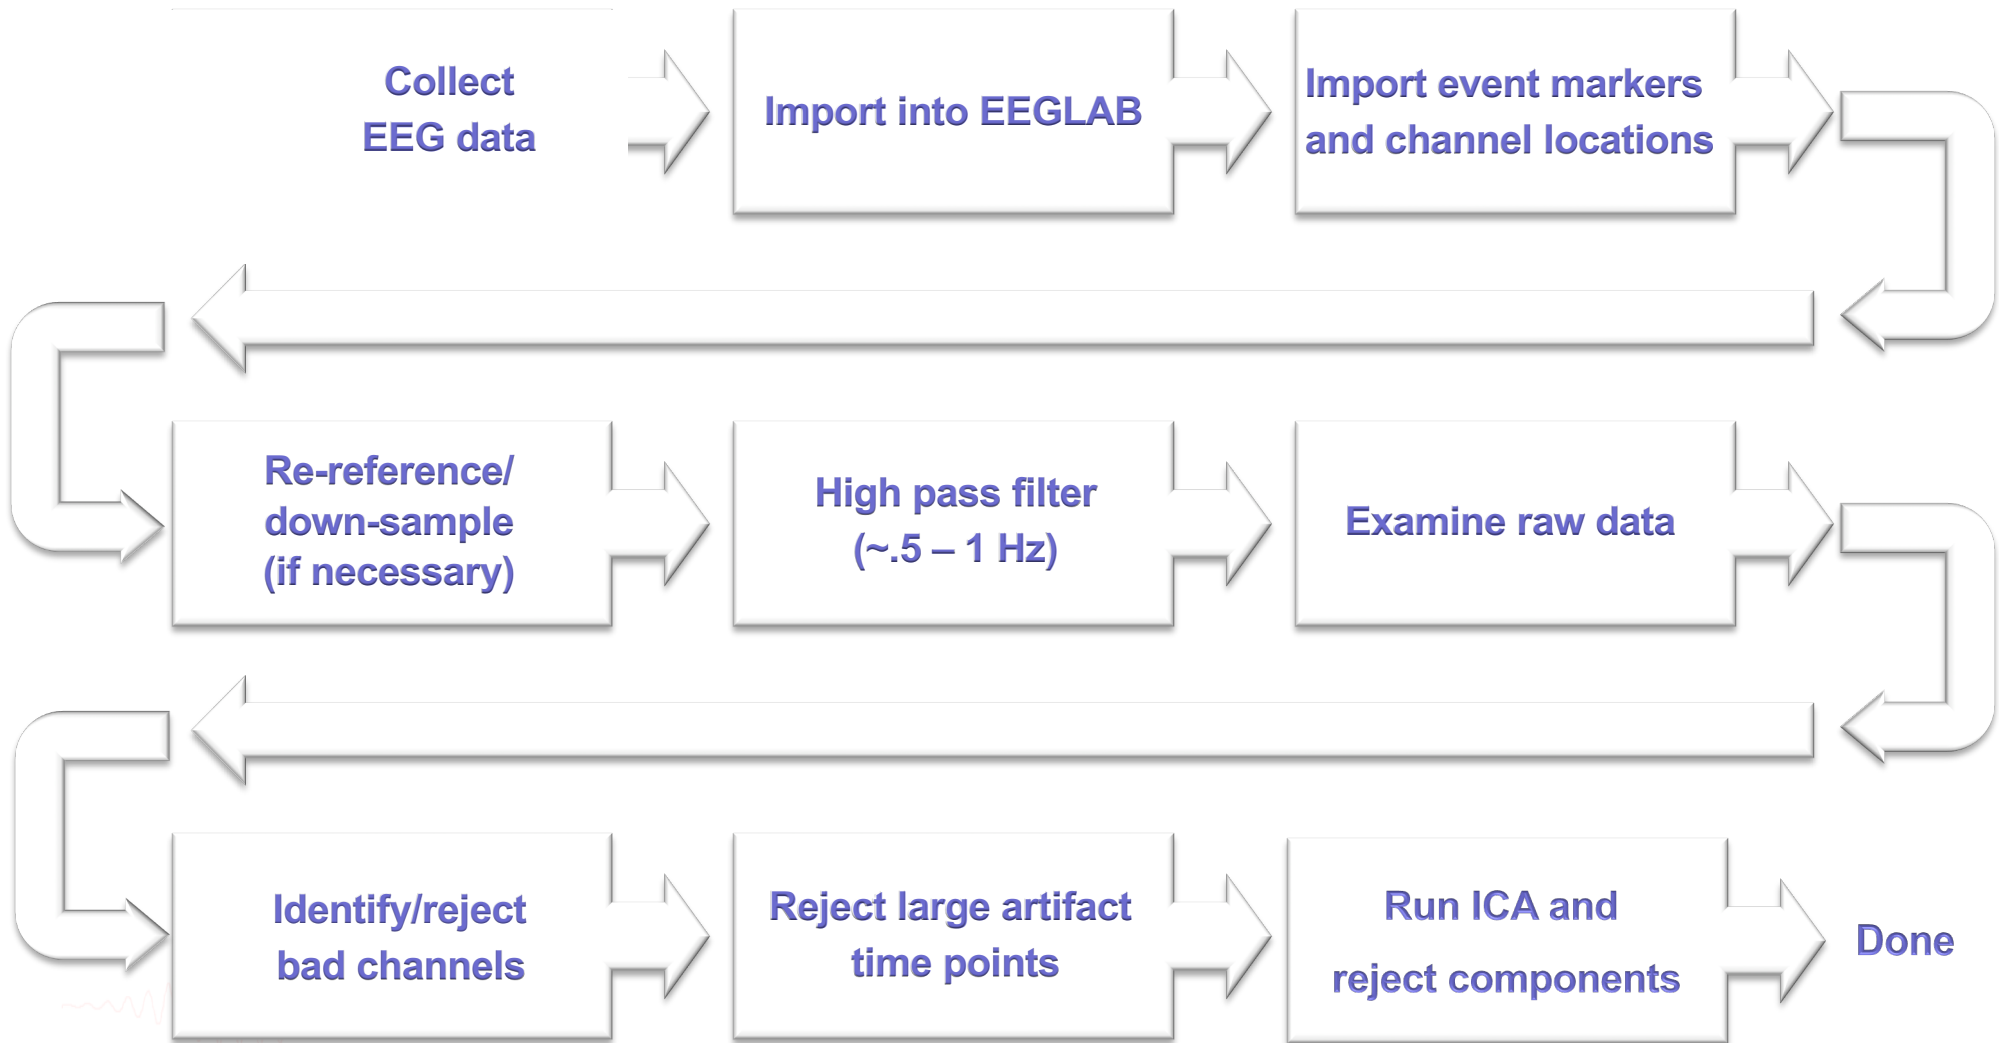 Collect
EEG data
Import into EEGLAB
Import event markers
and channel locations
Re-reference/
down-sample
(if necessary)
High pass filter
(~.5 – 1 Hz)
Examine raw data
Identify/reject
bad channels
Reject large artifact
time points
Run ICA and
reject components
Done